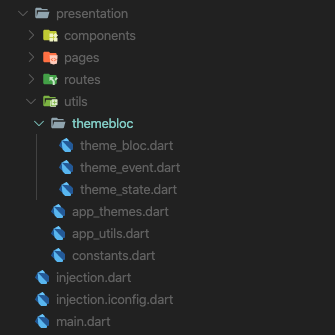 presentation
components
pages
routes
utils
themebloc
theme_bloc.dart
theme_event.dart
theme_state.dart
app_themes.dart
app_utils.dart
constants.dart
injection.dart
injection.iconfig.dart
main.dart